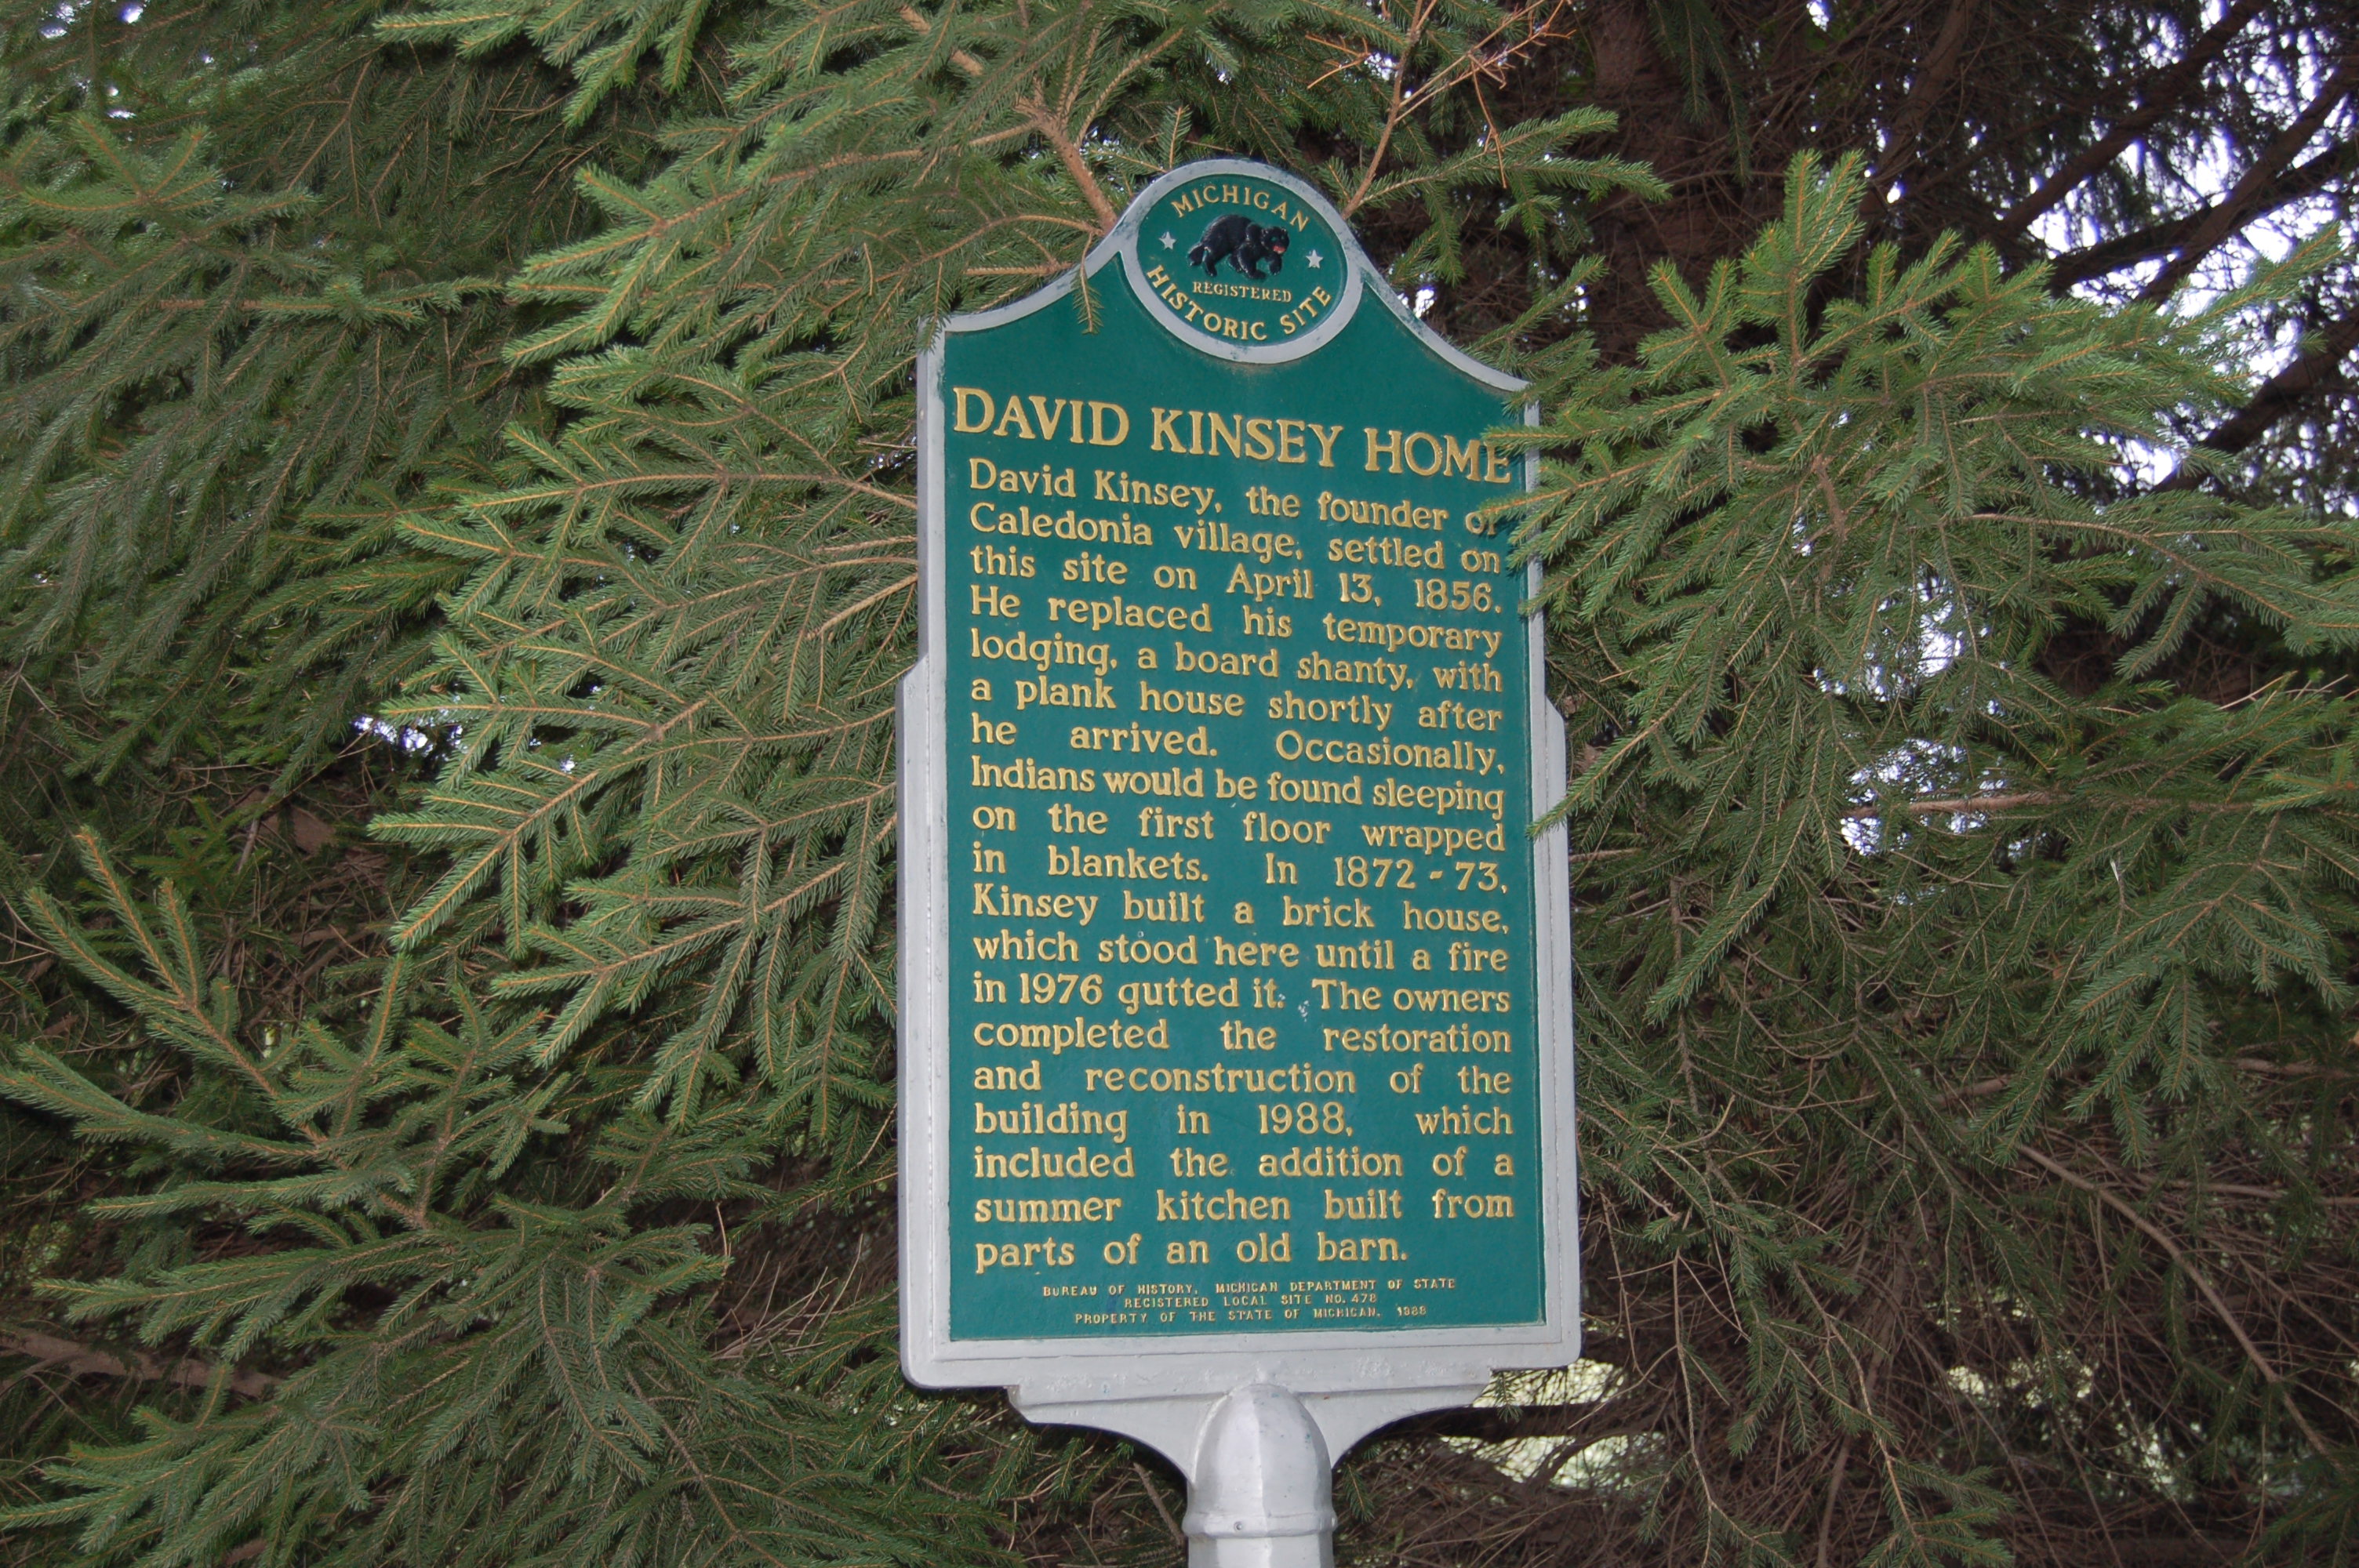 MICHIGAN
REGISTERED
HISTORIC SITE
DAVID KINSEY HOME
David Kinsey, the founder of
Caledonia village, settled on
this site on April 13, 1856.
He replaced his temporary
lodging, a board shanty, with
a plank house shortly after
he arrived. Occasionally,
Indians would be found sleeping
on the first floor wrapped
in blankets. In 1872-73,
Kinsey built a brick house,
which stood here until a fire
in 1976 gutted it. The owners
completed the restoration
and reconstruction of the
building in 1988, which
included the addition of a
summer kitchen built from
parts of an old barn.
BUREAU OF HISTORY, MICHIGAN DEPARTMENT OF STATE
REGISTERED LOCAL SITE NO. 478
PROPERTY OF THE STATE OF MICHIGAN, 1988